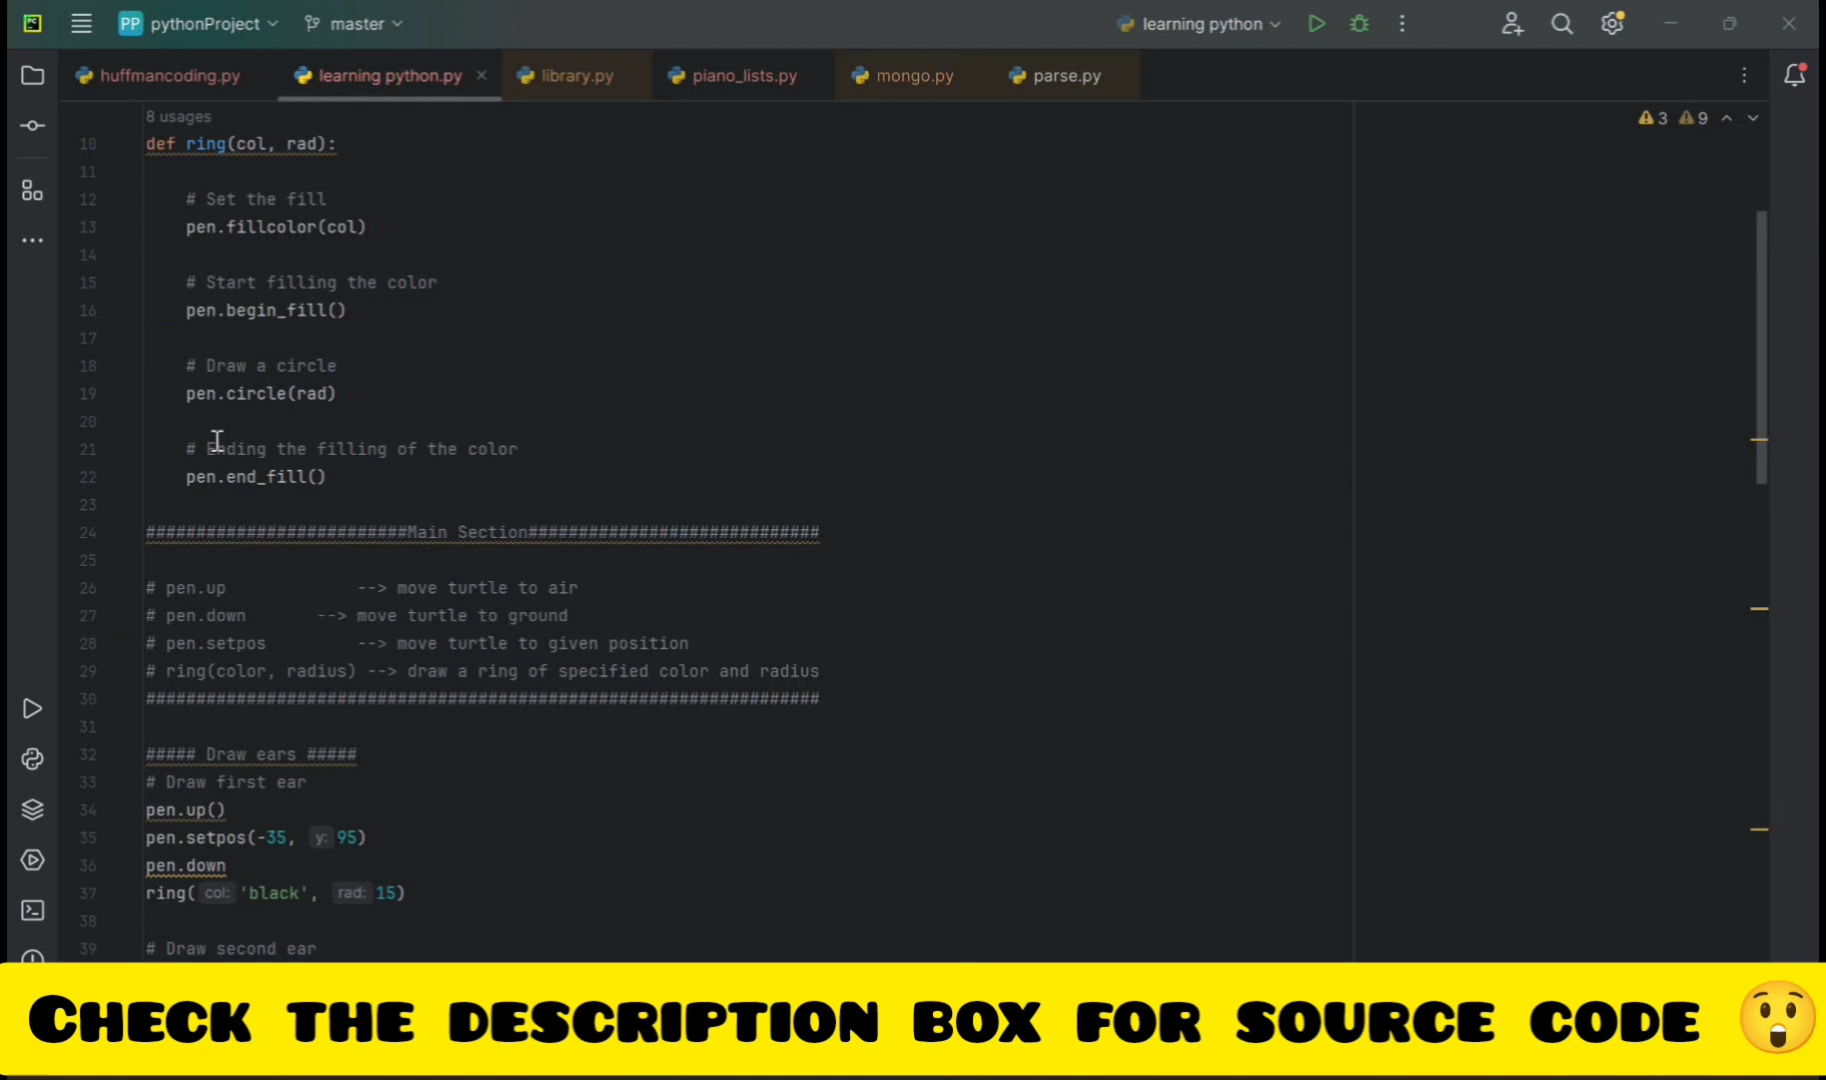 PC PP pythonProject master learning python
huffmancoding.py learning python.py library.py piano_lists.py mongo.py parse.py
8 usages 3 9
10 def ring(col, rad):
11
12 # Set the fill
13 pen.fillcolor(col)
14
15 # Start filling the color
16 pen.begin_fill()
17
18 # Draw a circle
19 pen.circle(rad)
20
21 # Ending the filling of the color
22 pen.end_fill()
23
24 ##########################Main Section#############################
25
26 # pen.up --> move turtle to air
27 # pen.down --> move turtle to ground
28 # pen.setpos --> move turtle to given position
29 # ring(color, radius) --> draw a ring of specified color and radius
30 ###################################################################
31
32 ##### Draw ears #####
33 # Draw first ear
34 pen.up()
35 pen.setpos(-35, y: 95)
36 pen.down
37 ring( col: 'black', rad: 15)
38
39 # Draw second ear
Check the description box for source code